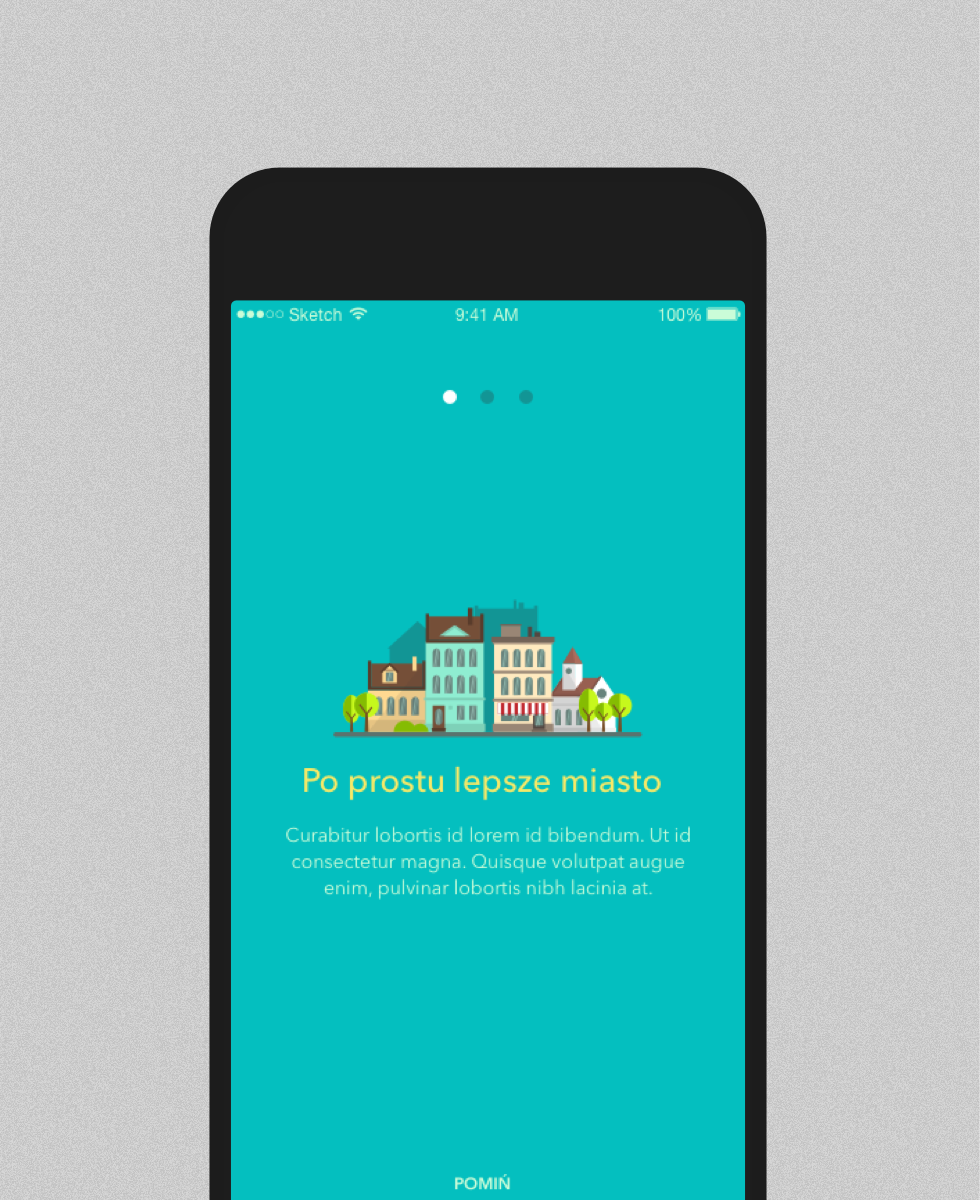 Sketch 9:41 AM 100%
Po prostu lepsze miasto
Curabitur lobortis id lorem id bibendum. Ut id
consectetur magna. Quisque volutpat augue
enim, pulvinar lobortis nibh lacinia at.
POMIŃ